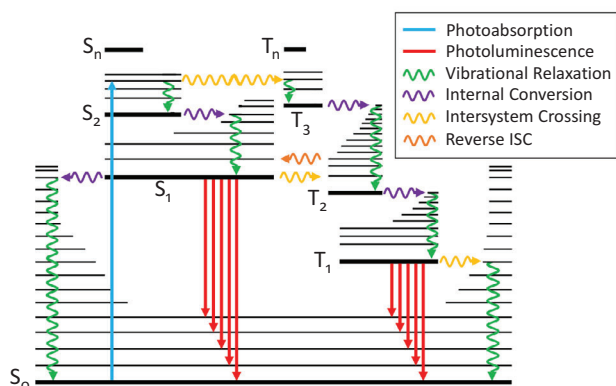 Sn
Tn
Photoabsorption
Photoluminescence
Vibrational Relaxation
Internal Conversion
Intersystem Crossing
Reverse ISC
S2
T3
S1
T2
T1
S0